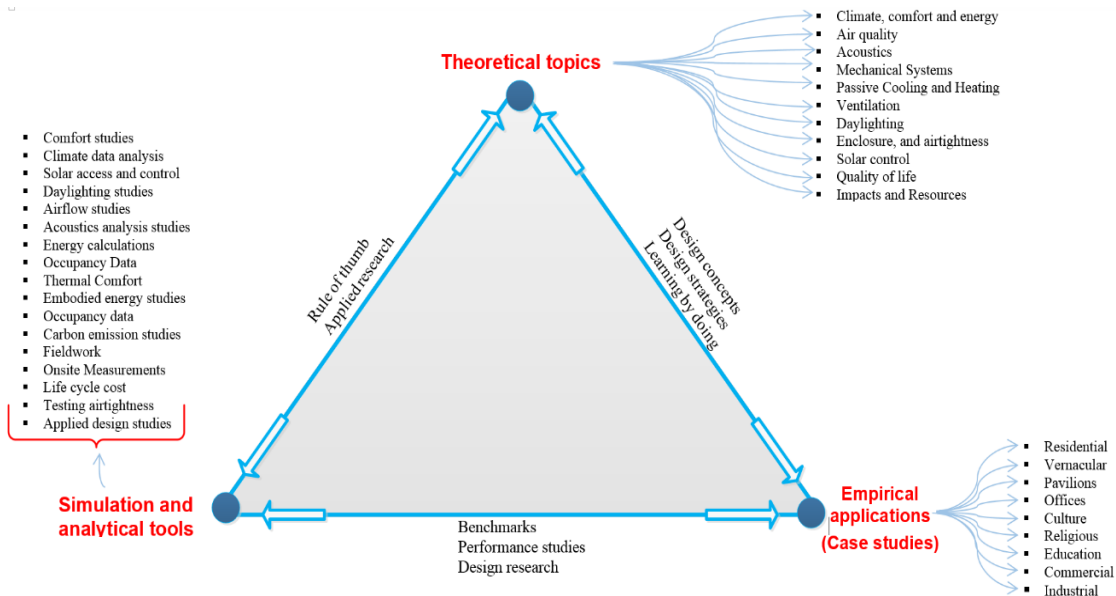 Theoretical topics
Climate, comfort and energy
Air quality
Acoustics
Mechanical Systems
Passive Cooling and Heating
Ventilation
Daylighting
Enclosure, and airtightness
Solar control
Quality of life
Impacts and Resources
Comfort studies
Climate data analysis
Solar access and control
Daylighting studies
Airflow studies
Acoustics analysis studies
Energy calculations
Occupancy Data
Thermal Comfort
Embodied energy studies
Occupancy data
Carbon emission studies
Fieldwork
Onsite Measurements
Life cycle cost
Testing airtightness
Applied design studies
Rule of thumb
Applied research
Design concepts
Design strategies
Learning by doing
Simulation and
analytical tools
Benchmarks
Performance studies
Design research
Empirical
applications
(Case studies)
Residential
Vernacular
Pavilions
Offices
Culture
Religious
Education
Commercial
Industrial